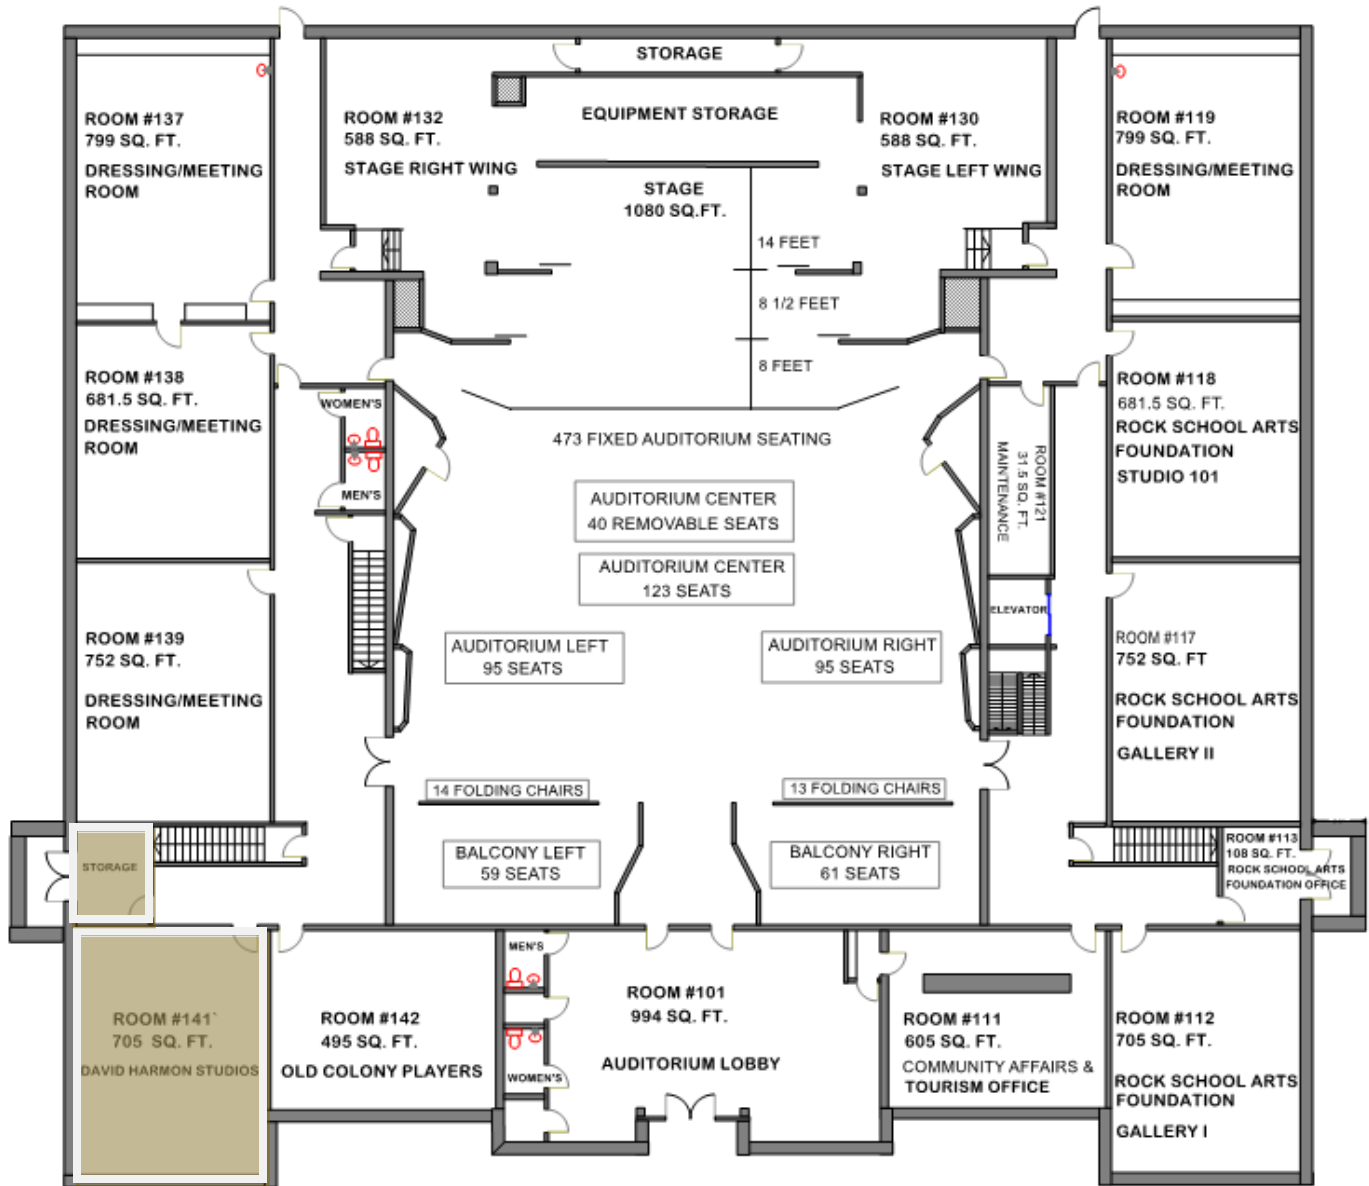 STORAGE
EQUIPMENT STORAGE
ROOM #137
799 SQ. FT.
DRESSING/MEETING
ROOM
ROOM #132
588 SQ. FT.
STAGE RIGHT WING
STAGE
1080 SQ.FT.
ROOM #130
588 SQ. FT.
STAGE LEFT WING
ROOM #119
799 SQ. FT.
DRESSING/MEETING
ROOM
14 FEET
8 1/2 FEET
8 FEET
ROOM #138
681.5 SQ. FT.
DRESSING/MEETING
ROOM
WOMEN'S
MEN'S
473 FIXED AUDITORIUM SEATING
AUDITORIUM CENTER
40 REMOVABLE SEATS
AUDITORIUM CENTER
123 SEATS
ROOM #121
31.5 SQ. FT.
MAINTENANCE
ROOM #118
681.5 SQ. FT.
ROCK SCHOOL ARTS
FOUNDATION
STUDIO 101
ELEVATOR
ROOM #139
752 SQ. FT.
DRESSING/MEETING
ROOM
AUDITORIUM LEFT
95 SEATS
AUDITORIUM RIGHT
95 SEATS
ROOM #117
752 SQ. FT
ROCK SCHOOL ARTS
FOUNDATION
GALLERY II
14 FOLDING CHAIRS
13 FOLDING CHAIRS
STORAGE
BALCONY LEFT
59 SEATS
BALCONY RIGHT
61 SEATS
ROOM #113
108 SQ. FT.
ROCK SCHOOL ARTS
FOUNDATION OFFICE
ROOM #141`
705 SQ. FT.
DAVID HARMON STUDIOS
ROOM #142
495 SQ. FT.
OLD COLONY PLAYERS
MEN'S
WOMEN'S
ROOM #101
994 SQ. FT.
AUDITORIUM LOBBY
ROOM #111
605 SQ. FT.
COMMUNITY AFFAIRS &
TOURISM OFFICE
ROOM #112
705 SQ. FT.
ROCK SCHOOL ARTS
FOUNDATION
GALLERY I